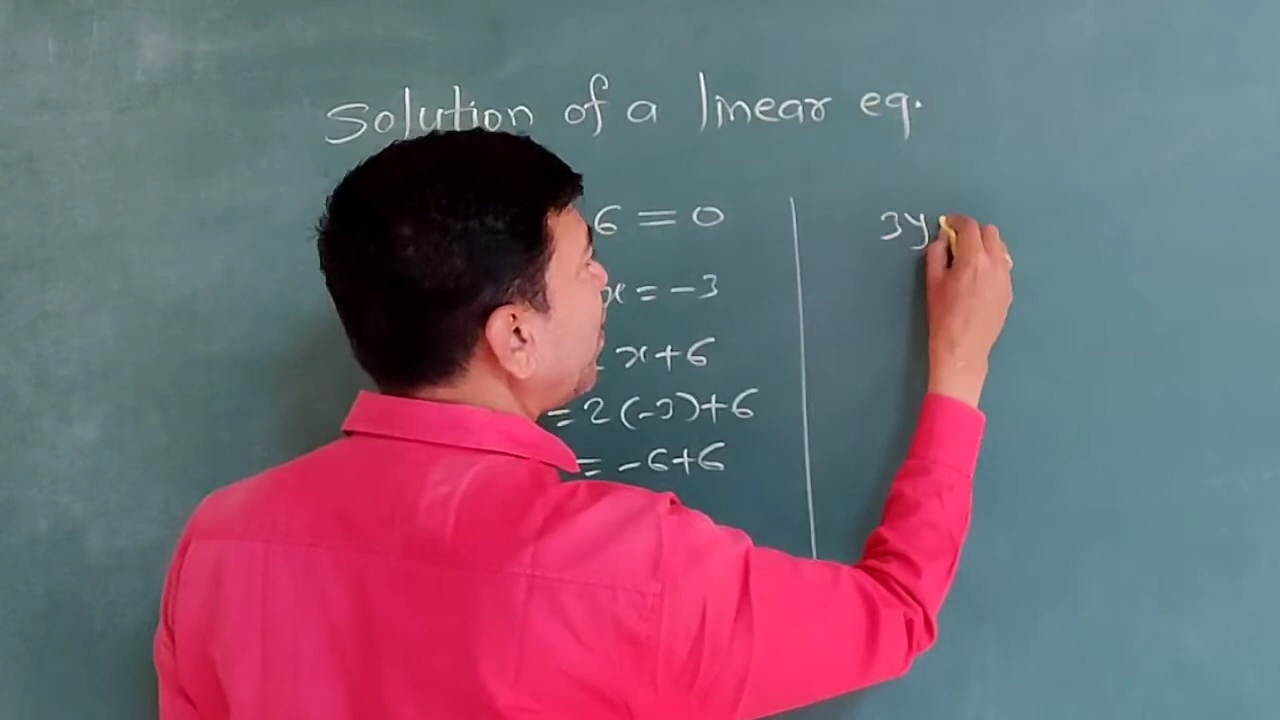 Solution of a linear eq.
6 = 0
x = -3
x + 6
= 2 (-3) + 6
= -6 + 6
3y